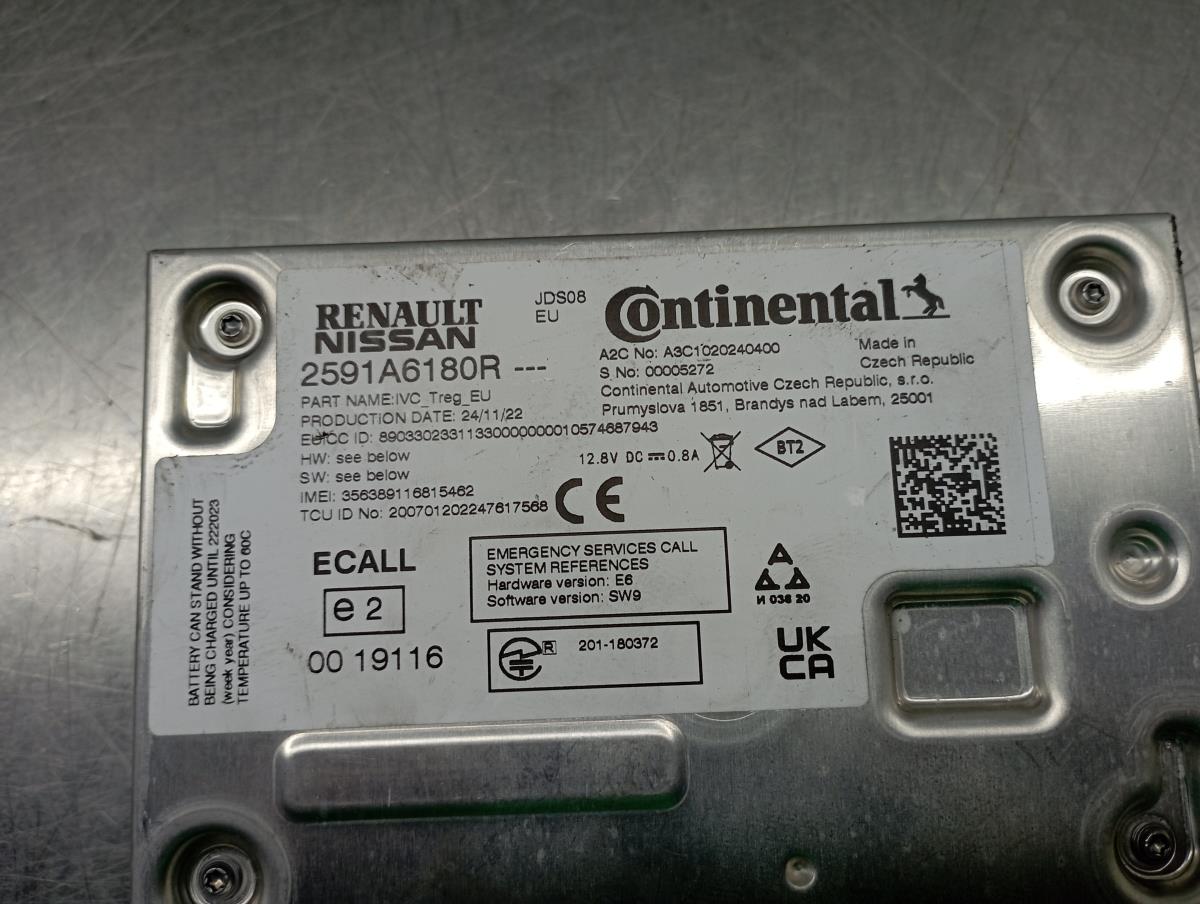 RENAULT
NISSAN
JDS08
EU
Continental
2591A6180R ---
PART NAME:IVC_Treg_EU
PRODUCTION DATE: 24/11/22
EUICC ID: 89033023311330000000010574687943
HW: see below
SW: see below
IMEI: 356389116815462
TCU ID No: 200701202247617568
A2C No: A3C1020240400
S_No: 00005272
Made in
Czech Republic
Continental Automotive Czech Republic, s.r.o.
Prumyslova 1851, Brandys nad Labem, 25001
12.8V DC 0.8A
BT2
CE
BATTERY CAN STAND WITHOUT
BEING CHARGED UNTIL 222023
(week year) CONSIDERING
TEMPERATURE UP TO 60C
ECALL
e 2
00 19116
EMERGENCY SERVICES CALL
SYSTEM REFERENCES
Hardware version: E6
Software version: SW9
R 201-180372
И 036 20
UK
CA